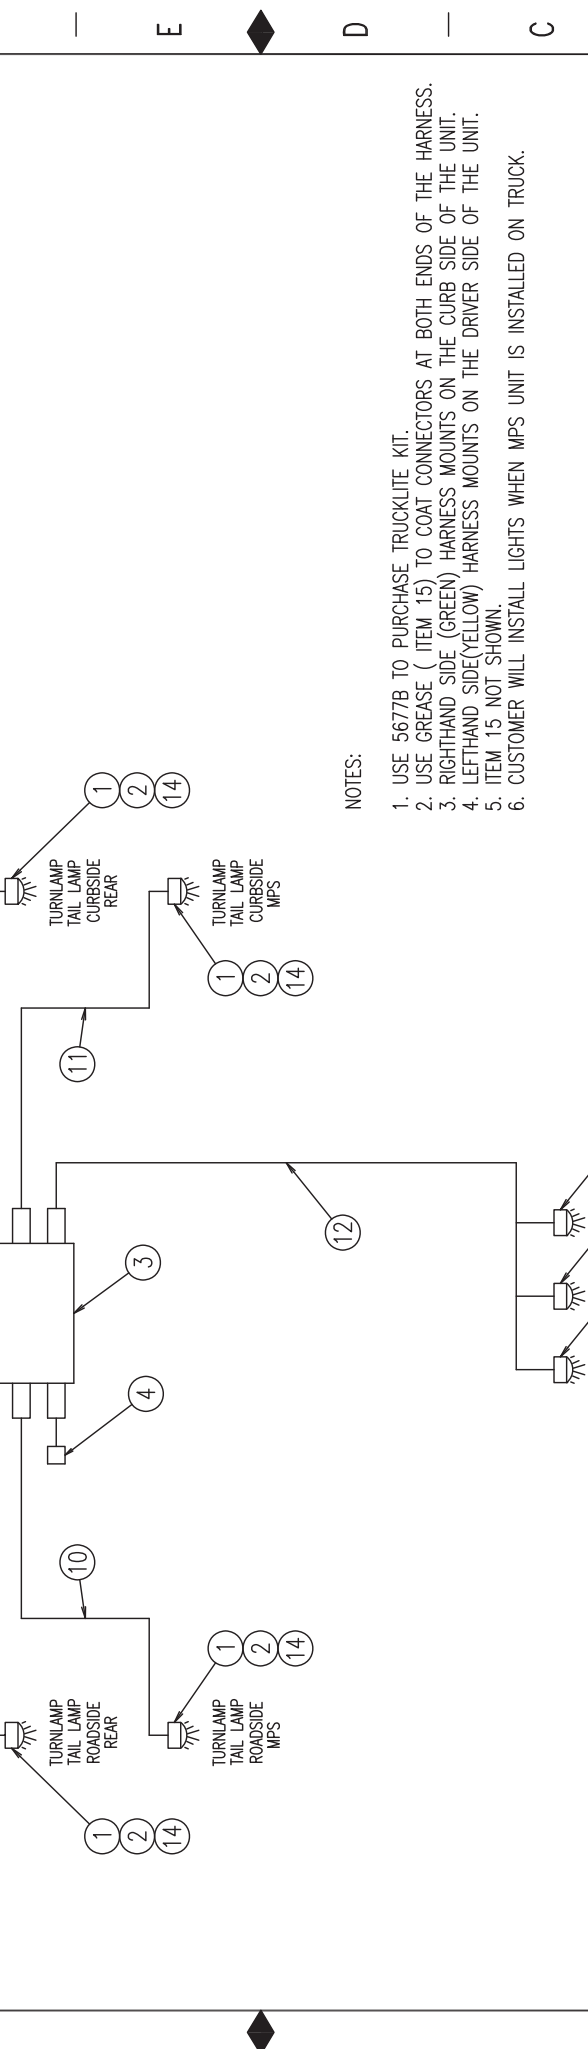 E
D
C
TURNLAMP
TAIL LAMP
ROADSIDE
REAR
1
2
14
TURNLAMP
TAIL LAMP
ROADSIDE
MPS
1
2
14
10
4
3
12
11
TURNLAMP
TAIL LAMP
CURBSIDE
REAR
1
2
14
TURNLAMP
TAIL LAMP
CURBSIDE
MPS
1
2
14
NOTES:
1. USE 5677B TO PURCHASE TRUCKLITE KIT.
2. USE GREASE ( ITEM 15) TO COAT CONNECTORS AT BOTH ENDS OF THE HARNESS.
3. RIGHTHAND SIDE (GREEN) HARNESS MOUNTS ON THE CURB SIDE OF THE UNIT.
4. LEFTHAND SIDE(YELLOW) HARNESS MOUNTS ON THE DRIVER SIDE OF THE UNIT.
5. ITEM 15 NOT SHOWN.
6. CUSTOMER WILL INSTALL LIGHTS WHEN MPS UNIT IS INSTALLED ON TRUCK.